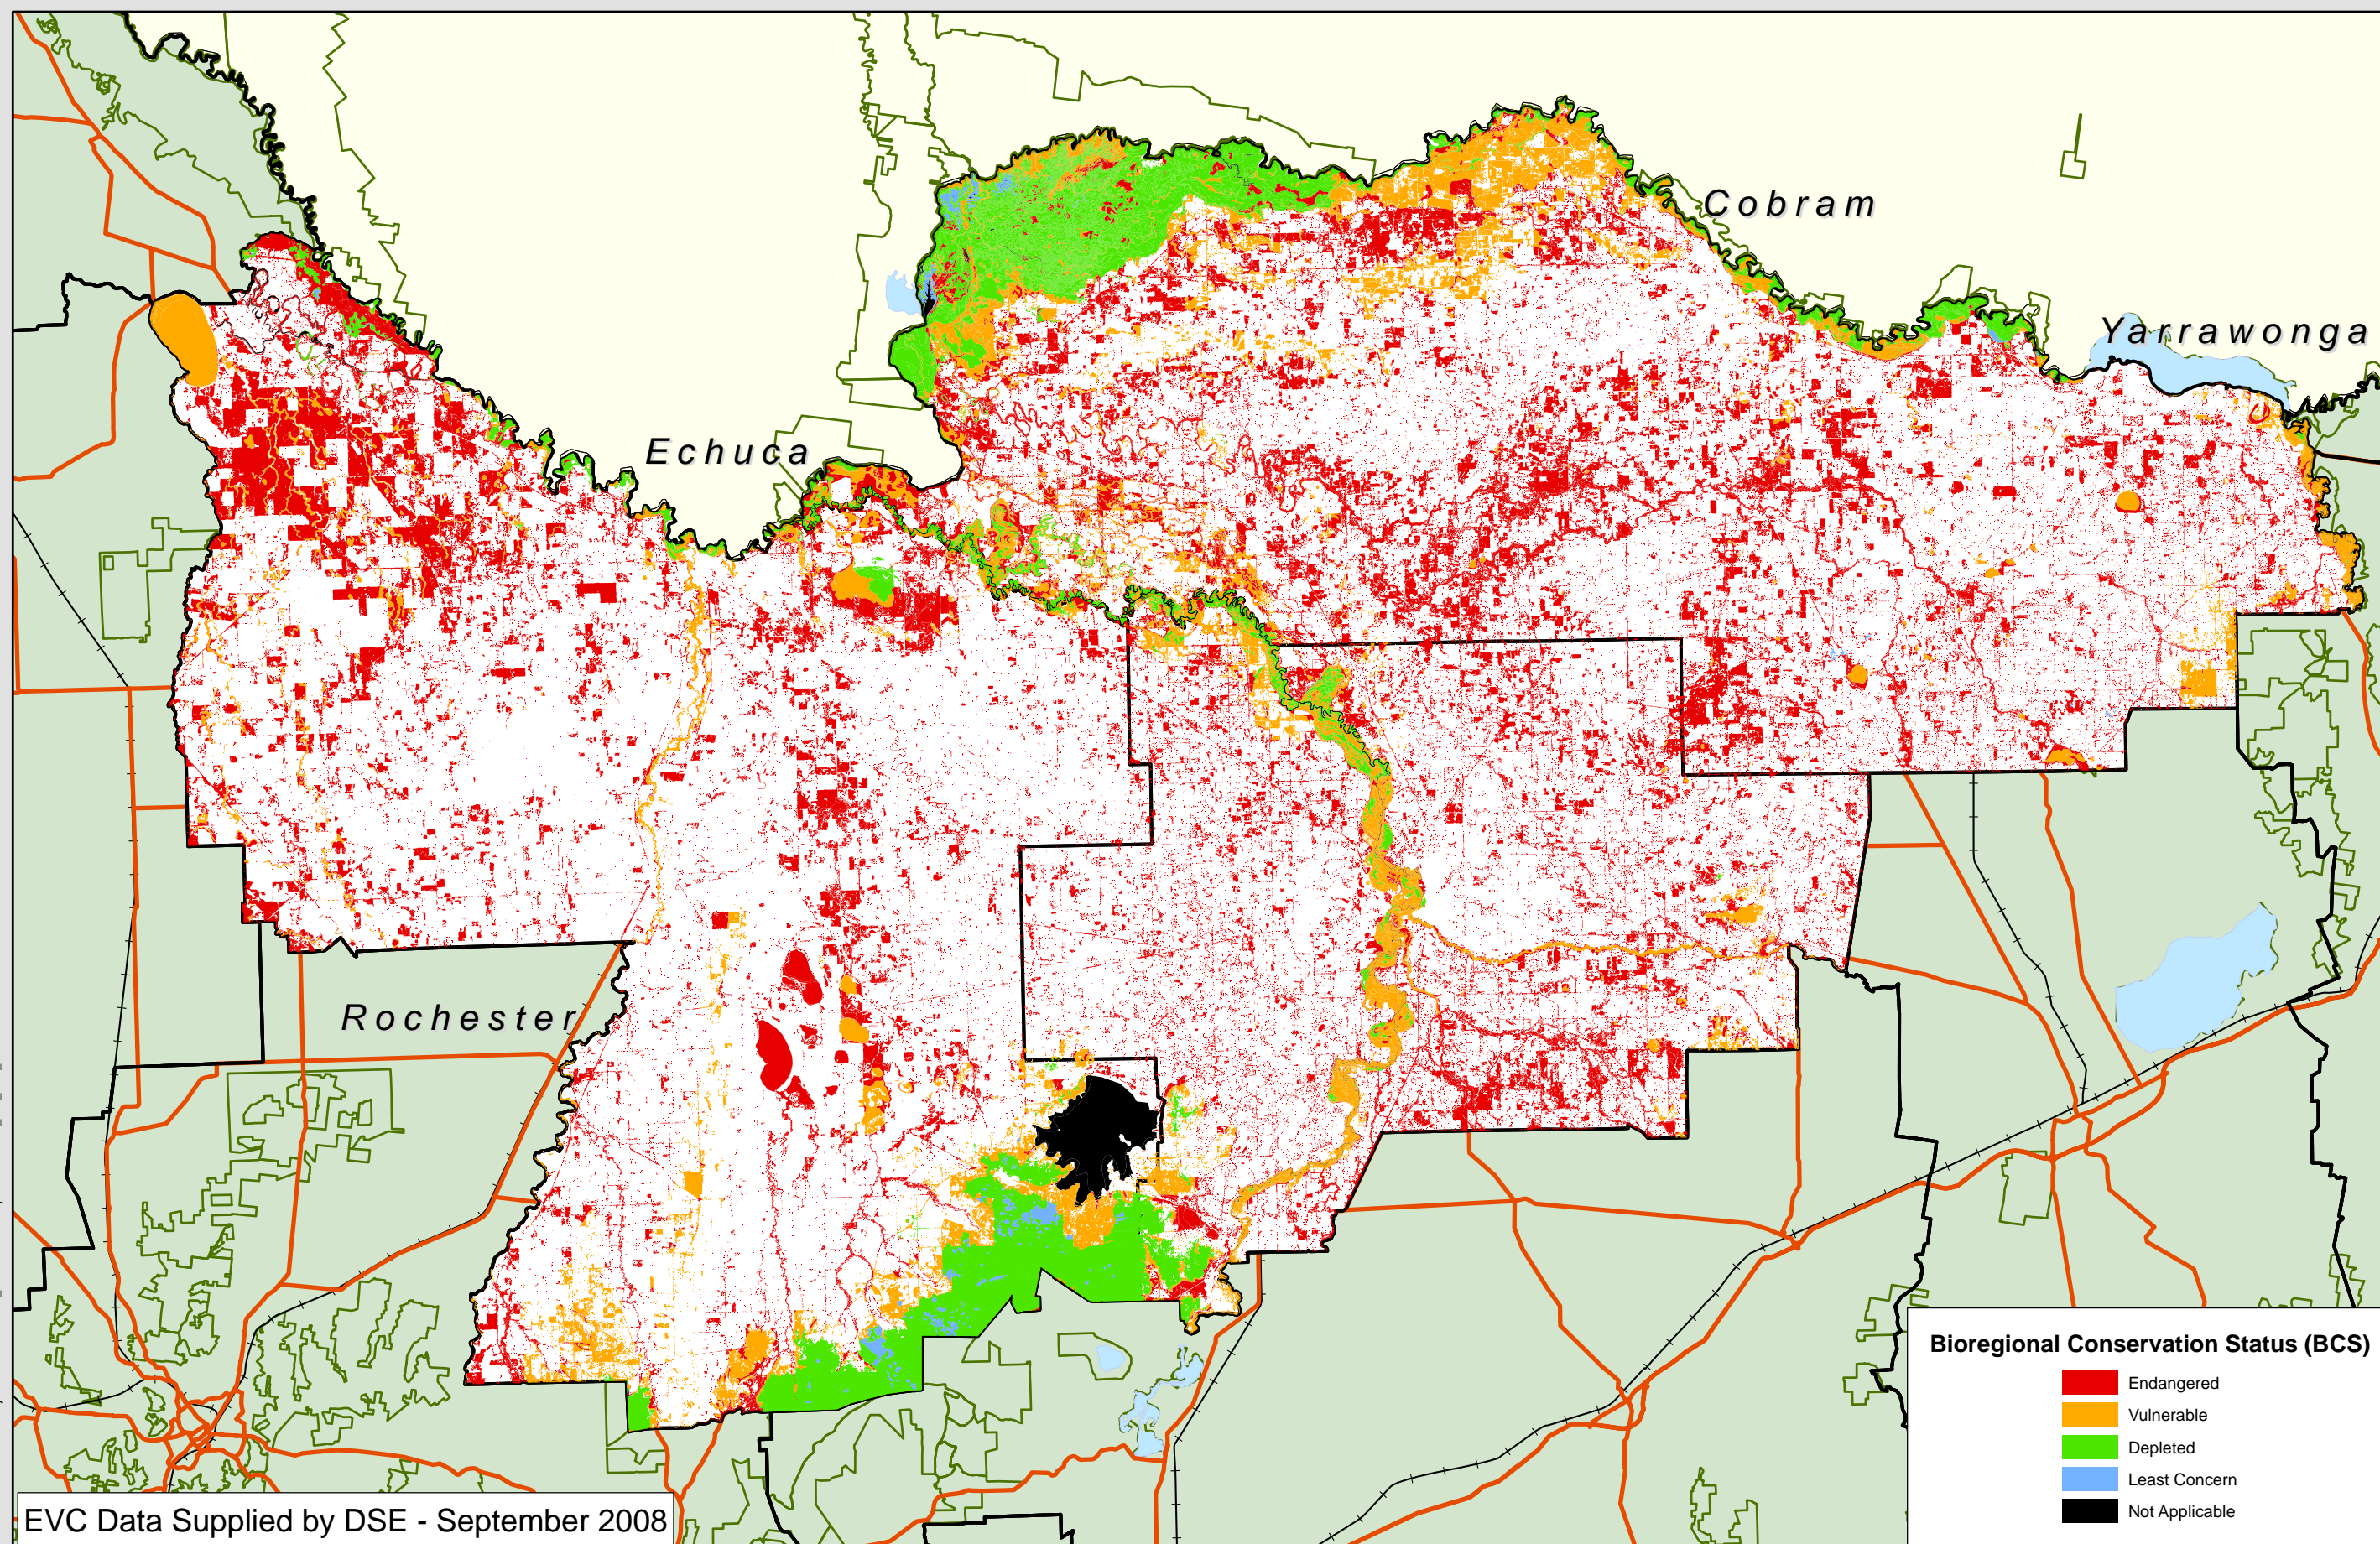 Cobram
Yarrawonga
Echuca
Rochester
Bioregional Conservation Status (BCS)
Endangered
Vulnerable
Depleted
Least Concern
Not Applicable
EVC Data Supplied by DSE - September 2008